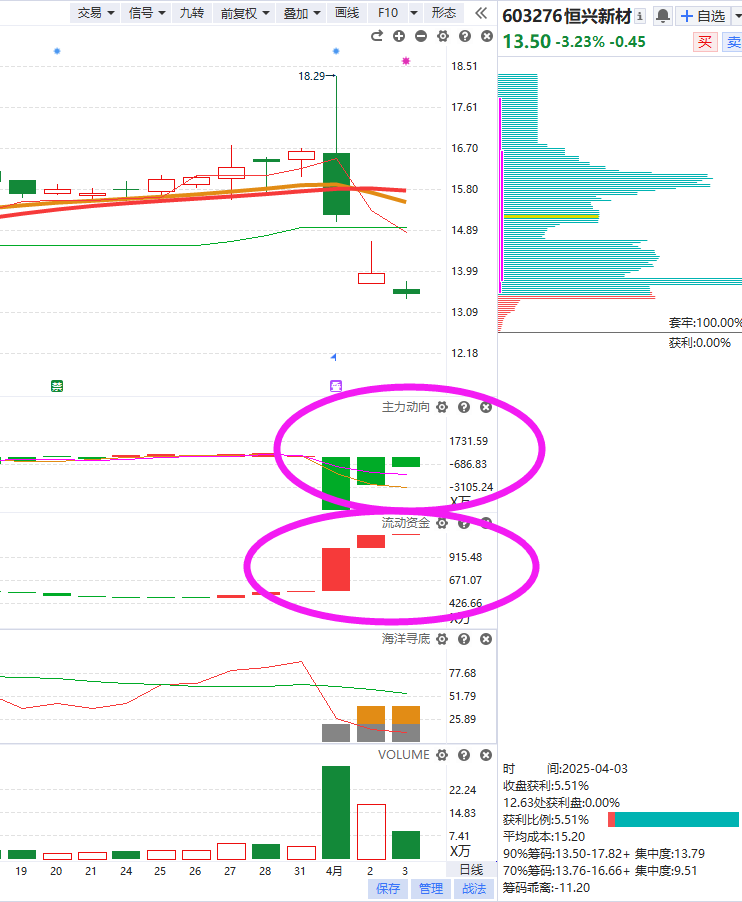 交易 信号 九转 前复权 叠加 画线 F10 形态
603276恒兴新材 自选
13.50 -3.23% -0.45 买 卖
18.51
18.29
17.61
16.70
15.80
14.89
13.99
13.09
套牢:100.00%
获利:0.00%
12.18
主力动向
1731.59
-686.83
-3105.24
X万
流动资金
915.48
671.07
426.66
X万
海洋寻底
77.68
51.79
25.89
VOLUME
22.24
14.83
7.41
X万
时 间:2025-04-03
收盘获利:5.51%
12.63处获利盘:0.00%
获利比例:5.51%
平均成本:15.20
90%筹码:13.50-17.82+ 集中度:13.79
70%筹码:13.76-16.66+ 集中度:9.51
筹码乖离:-11.20
19 20 21 24 25 26 27 28 31 4月 2 3 日线
保存 管理 战法